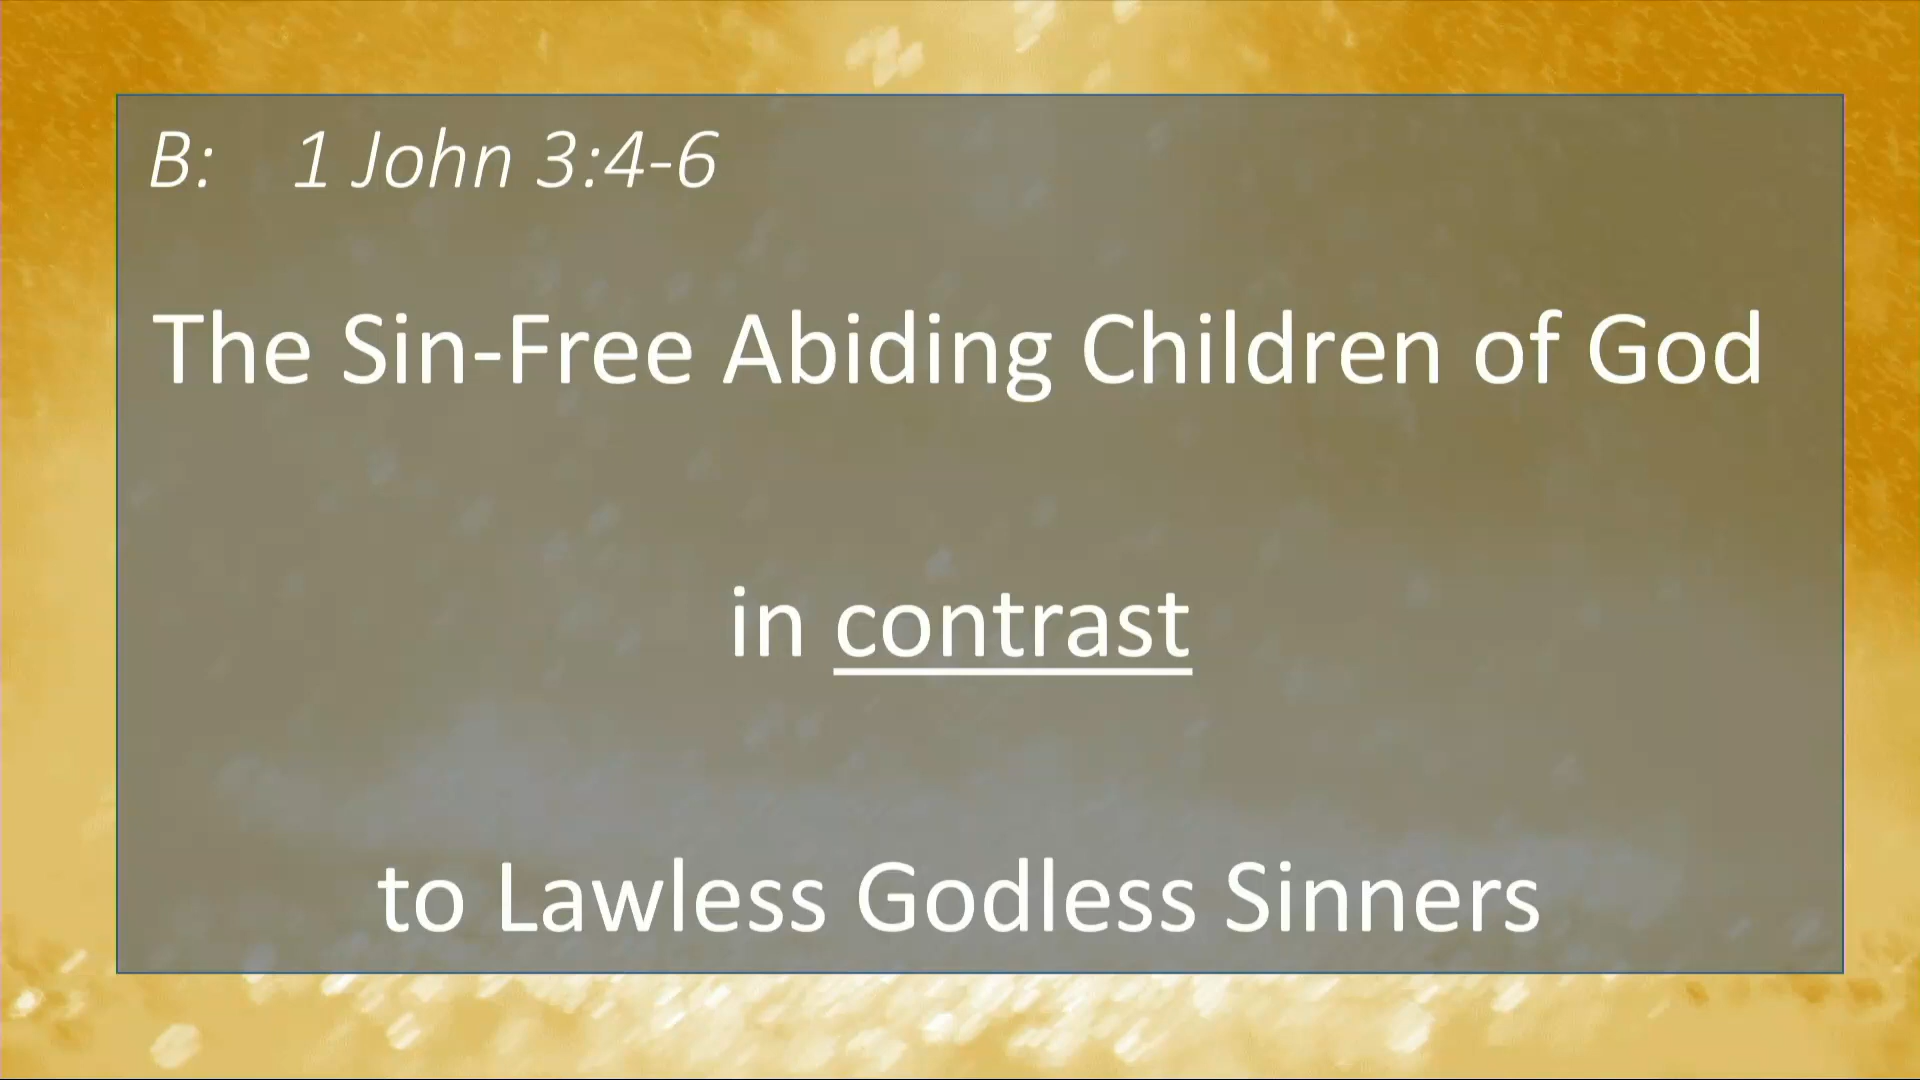 B: 1 John 3:4-6
The Sin-Free Abiding Children of God
in contrast
to Lawless Godless Sinners